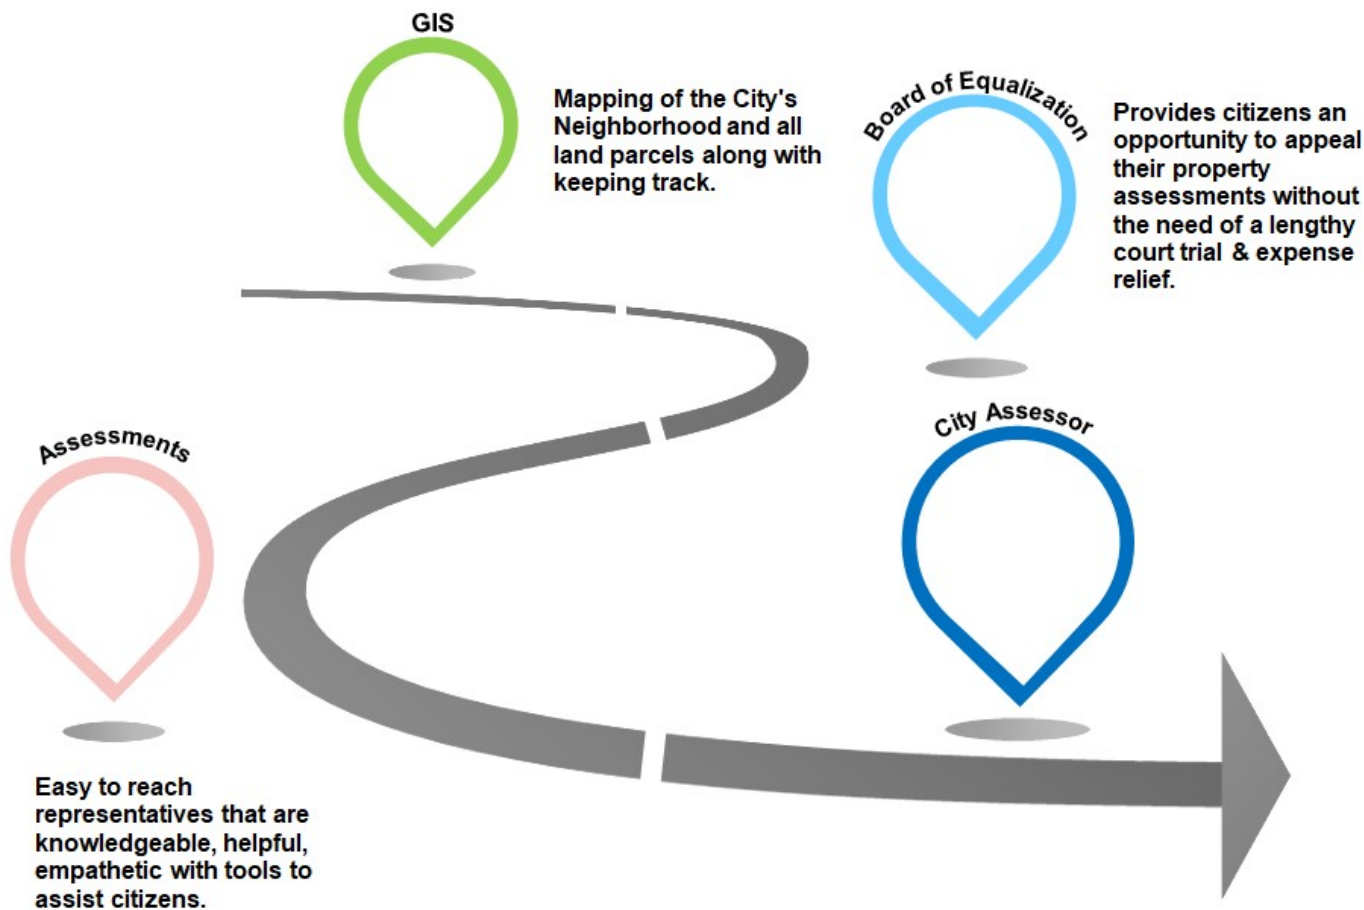 GIS
Mapping of the City's
Neighborhood and all
land parcels along with
keeping track.
Board of Equalization
Provides citizens an
opportunity to appeal
their property
assessments without
the need of a lengthy
court trial & expense
relief.
Assessments
Easy to reach
representatives that are
knowledgeable, helpful,
empathetic with tools to
assist citizens.
City Assessor